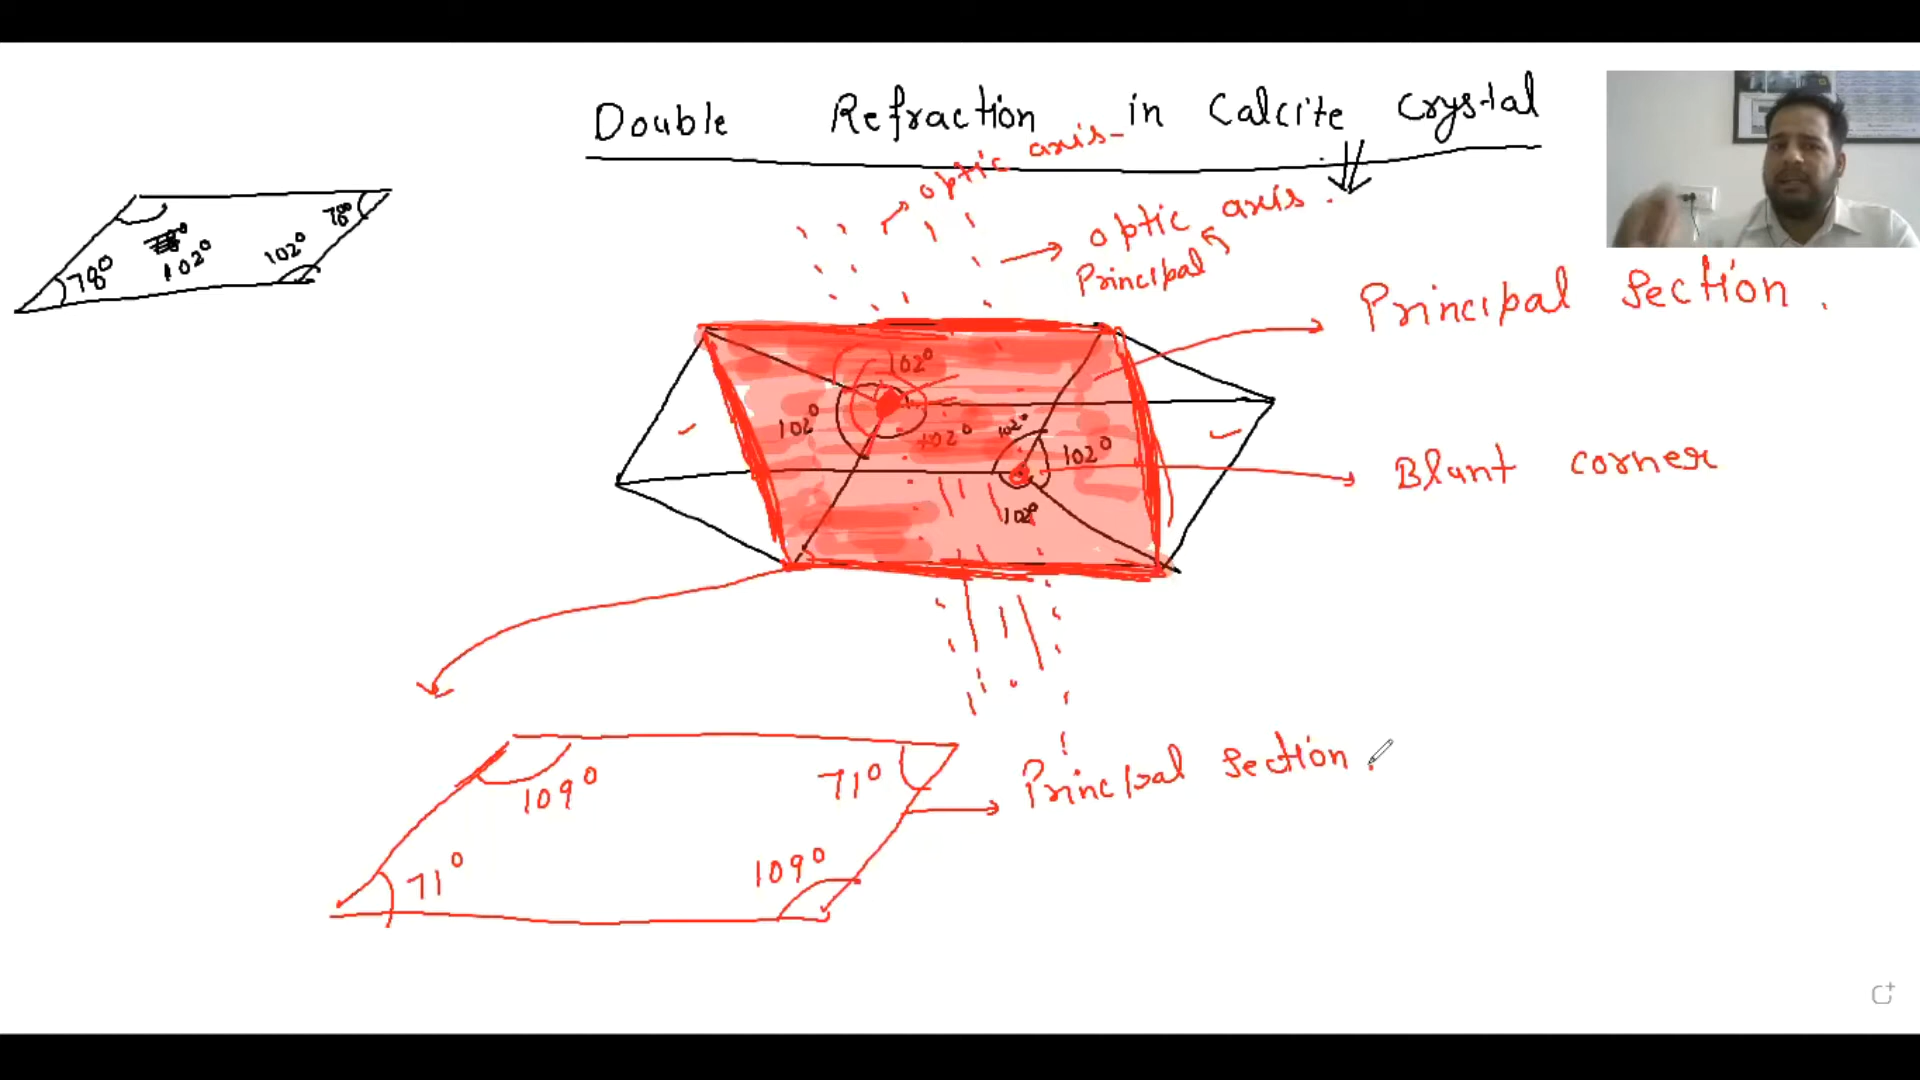 Double Refraction in Calcite Crystal
optic axis
optic axis.
Principal
78°
102°
102°
78°
Principal Section.
102°
102°
102°
102°
102°
102°
Blunt corner
109°
71°
Principal Section.
71°
109°